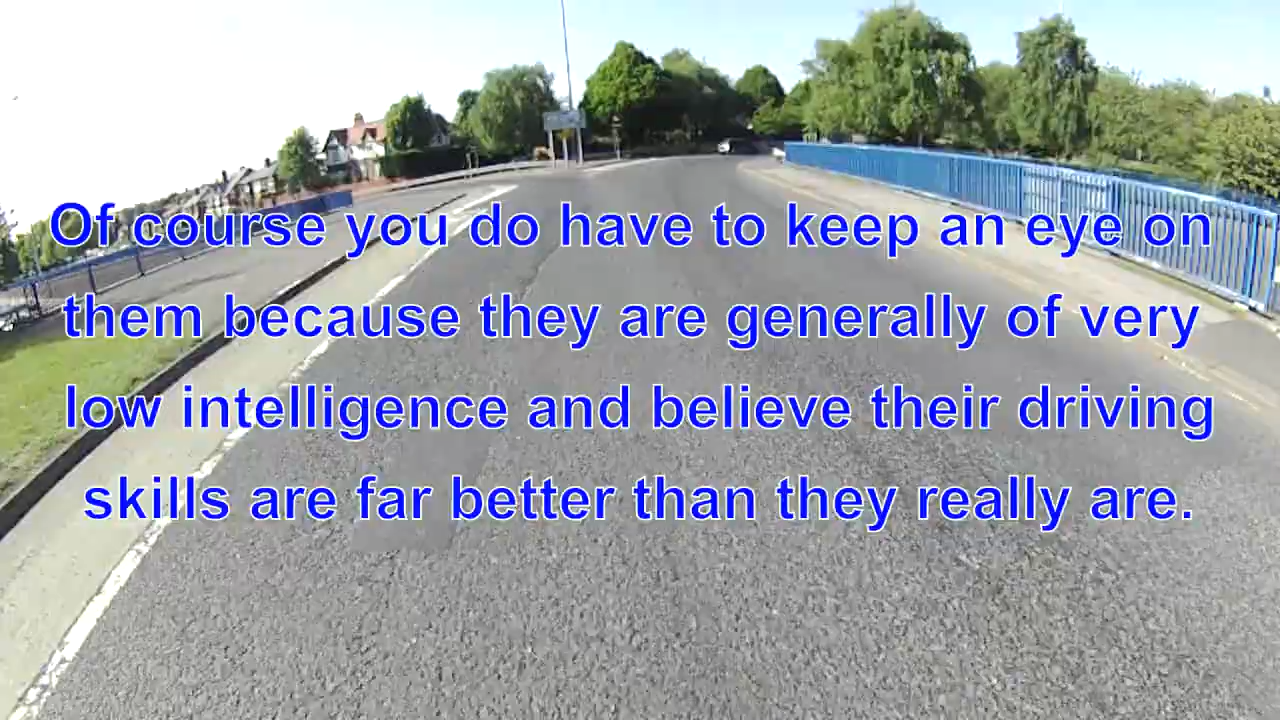 Of course you do have to keep an eye on
them because they are generally of very
low intelligence and believe their driving
skills are far better than they really are.